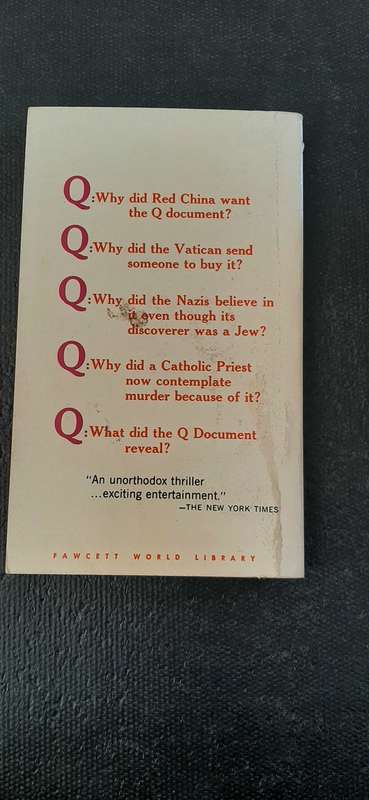 Q:Why did Red China want
the Q document?
Q:Why did the Vatican send
someone to buy it?
Q:Why did the Nazis believe in
it even though its
discoverer was a Jew?
Q:Why did a Catholic Priest
now contemplate
murder because of it?
Q:What did the Q Document
reveal?
"An unorthodox thriller
...exciting entertainment."
—THE NEW YORK TIMES
FAWCETT WORLD LIBRARY